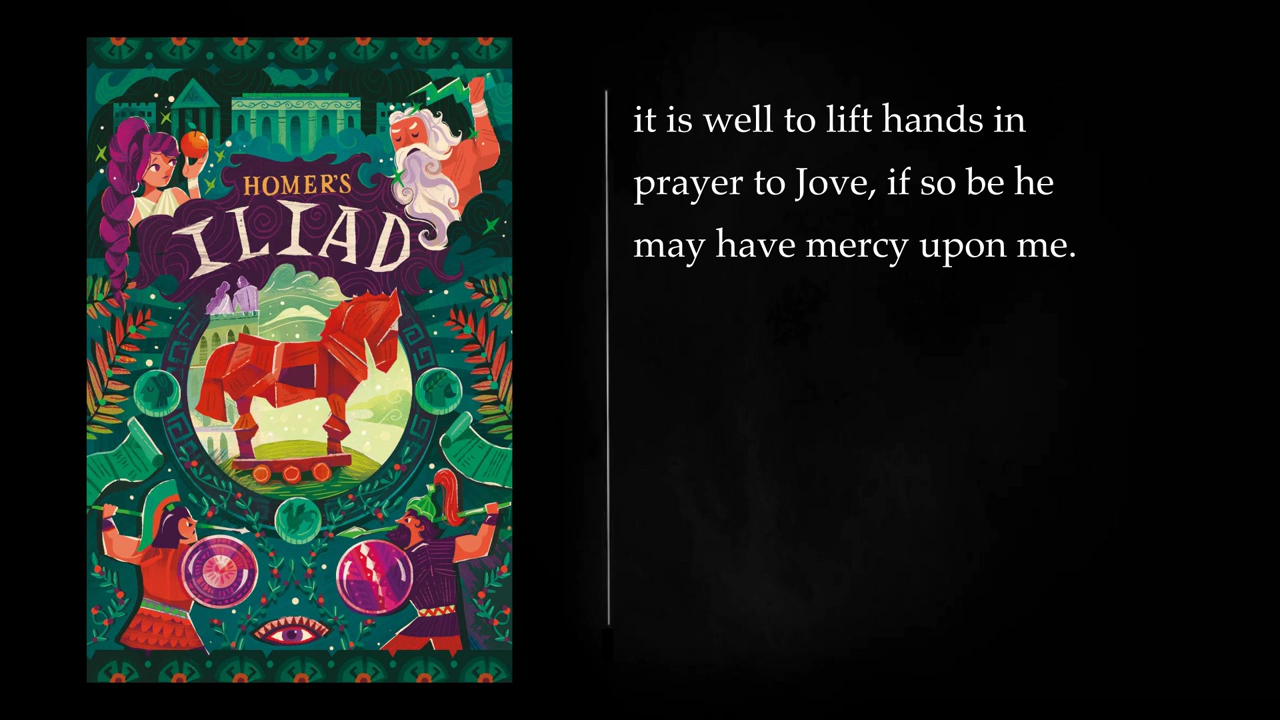 HOMER'S
ILIAD
it is well to lift hands in
prayer to Jove, if so be he
may have mercy upon me.